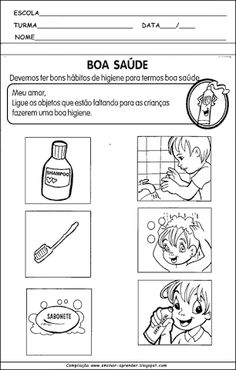 ESCOLA
TURMA DATA / /
NOME
BOA SAÚDE
Devemos ter bons hábitos de higiene para termos boa saúde
Meu amor,
Ligue os objetos que estão faltando para as crianças
fazerem uma boa higiene.
SHAMPOO
SABONETE
Compilação www.ensinar-aprender.blogspot.com